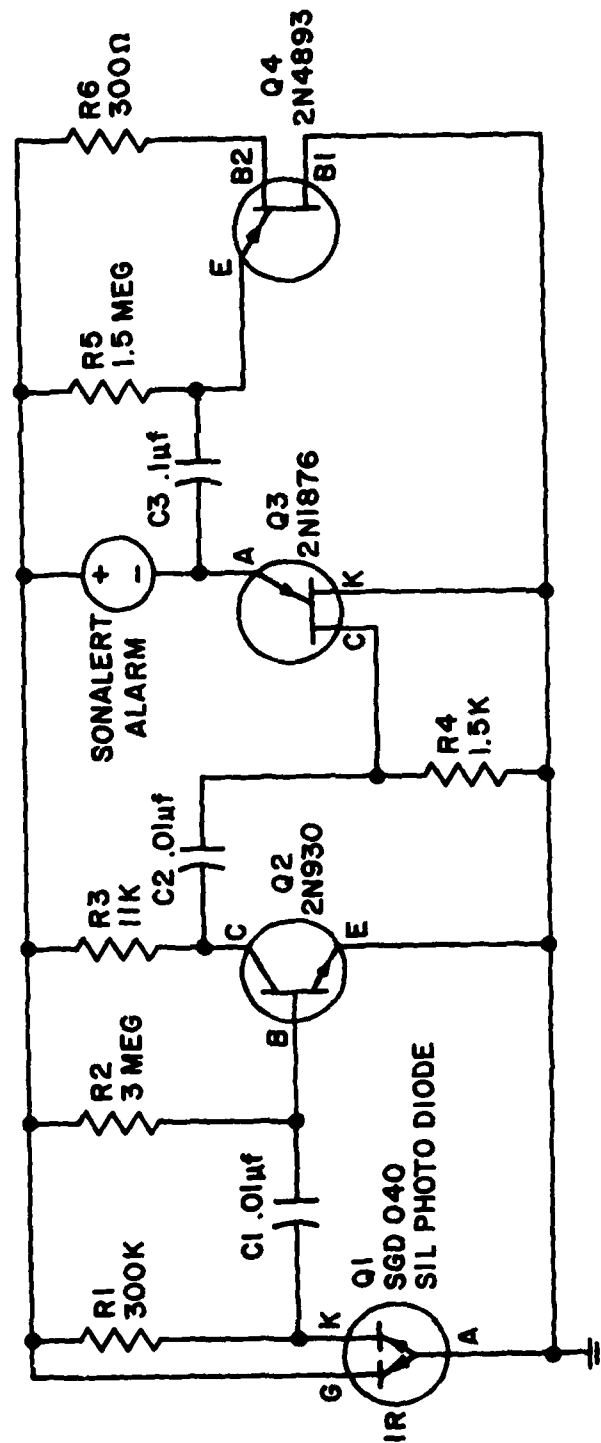 R1
300K
R2
3 MEG
R3
11K
SONALERT
ALARM
+
-
R5
1.5 MEG
R6
300Ω
C1 .01µf
C2 .01µf
C3 .1µf
G
K
A
IR
Q1
SGD 040
SIL PHOTO DIODE
B
C
E
Q2
2N930
R4
1.5K
A
C
K
Q3
2N1876
E
B2
B1
Q4
2N4893